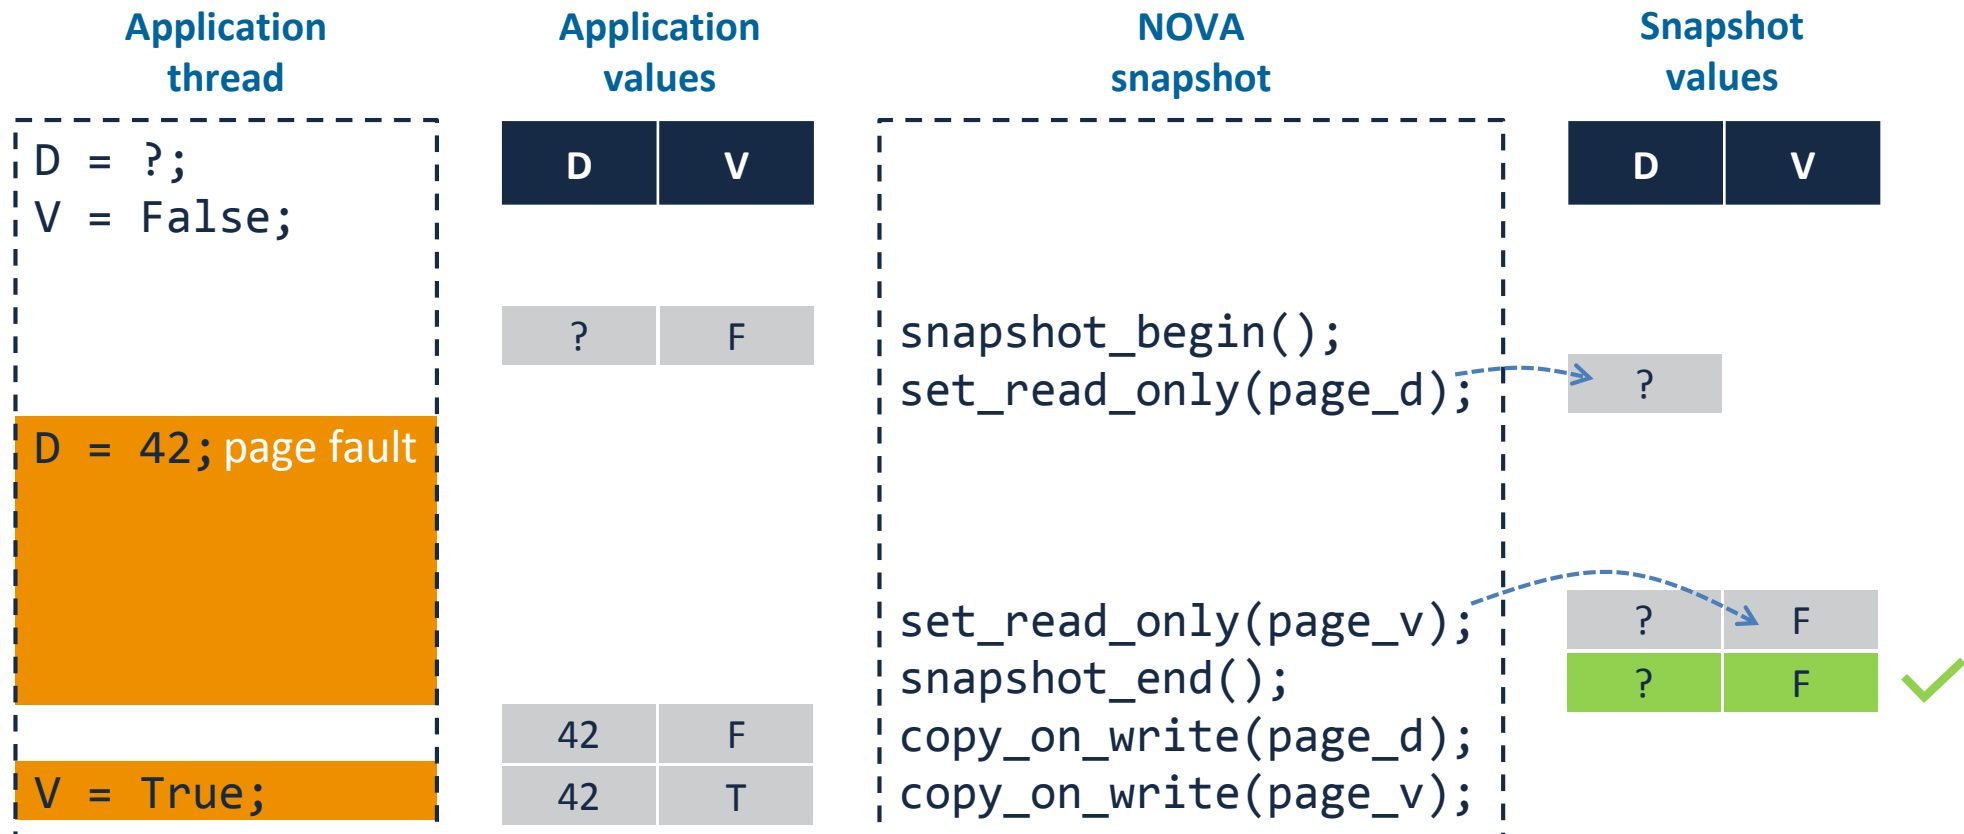 Application thread
Application values
NOVA snapshot
Snapshot values
D = ?;
V = False;
D V
D V
? F
snapshot_begin();
set_read_only(page_d);
?
D = 42; page fault
set_read_only(page_v);
? F
snapshot_end();
? F
42 F
copy_on_write(page_d);
V = True;
42 T
copy_on_write(page_v);